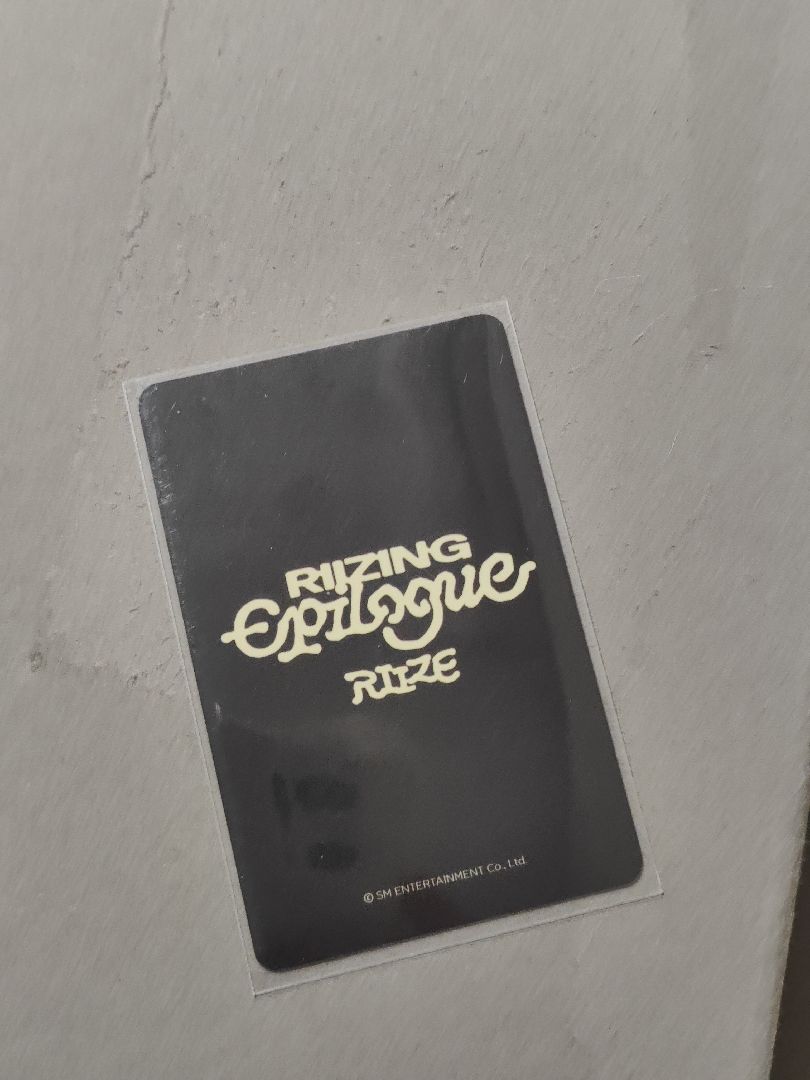 RIIZING
Epilogue
RIIZE
© SM ENTERTAINMENT Co., Ltd.